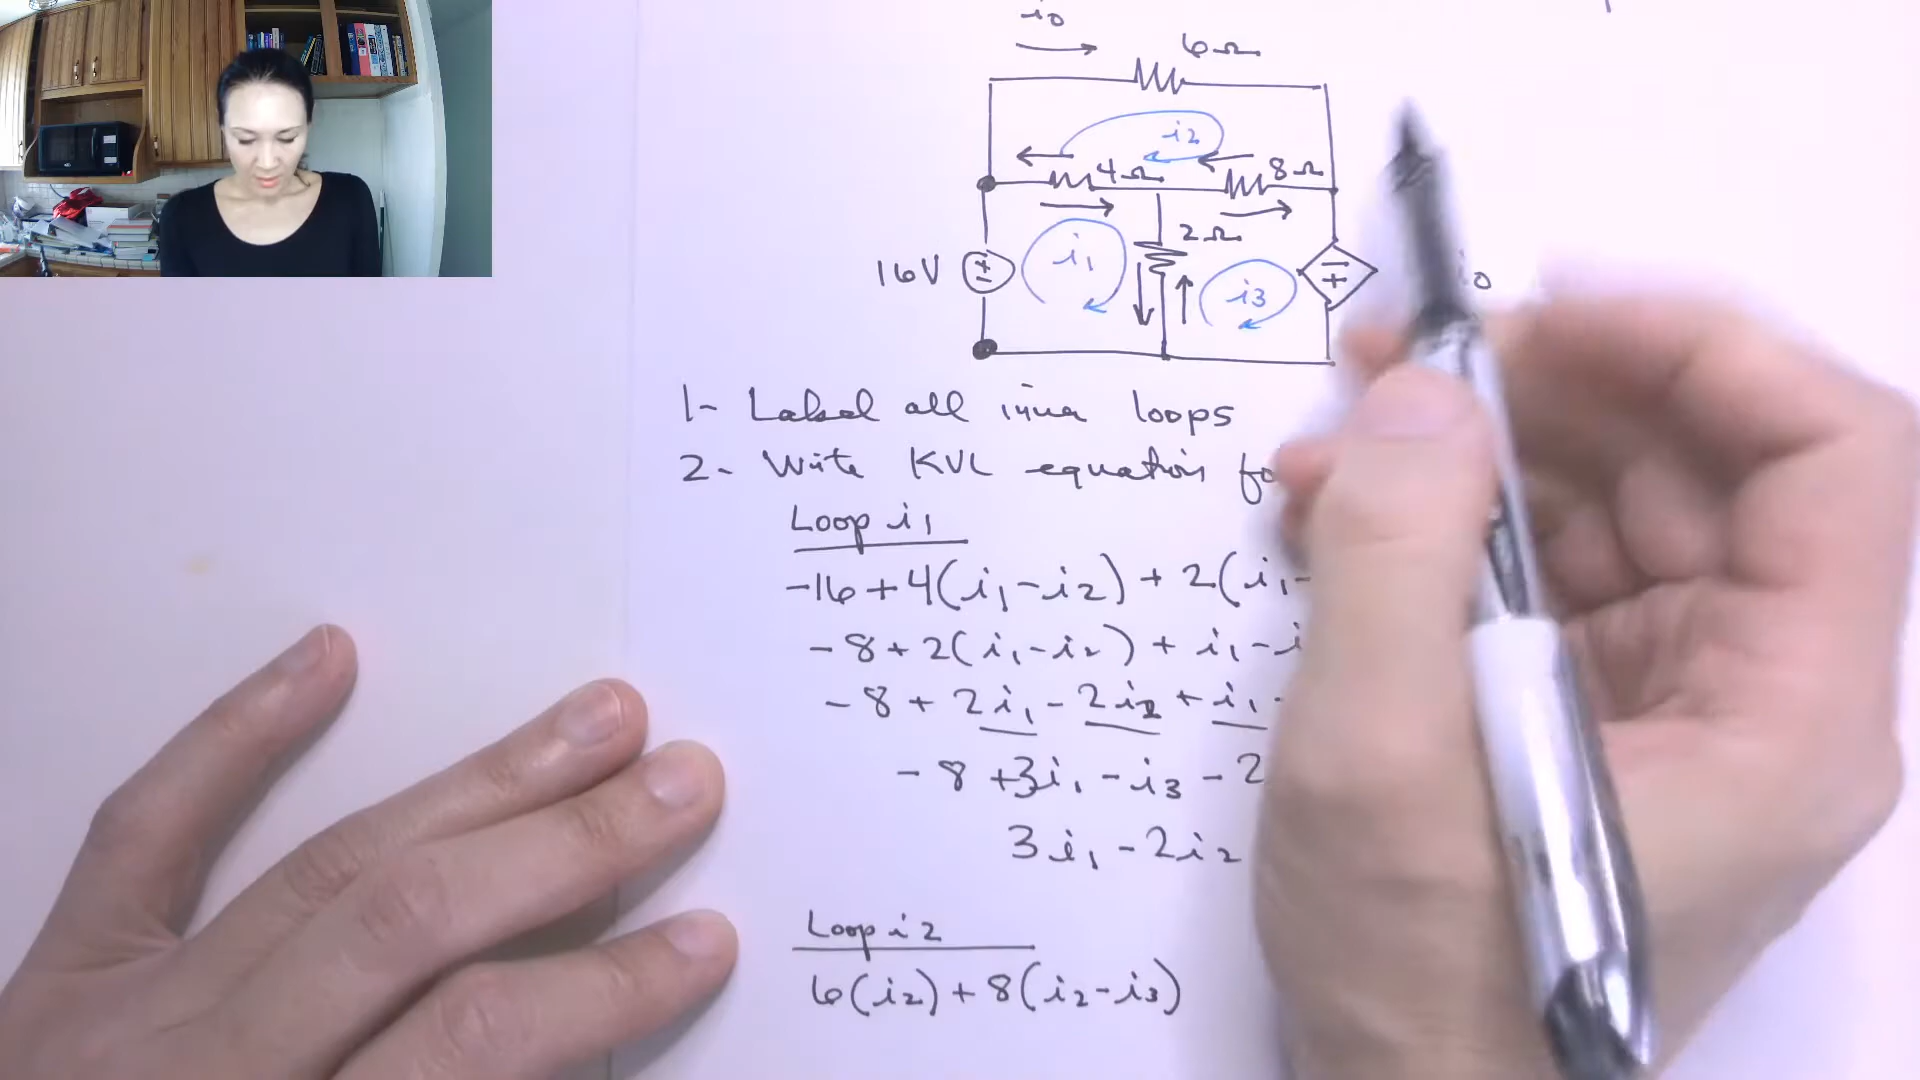 i0
6Ω
i2
4Ω
8Ω
2Ω
i1
16V
i3
i0
1- Label all inner loops
2- Write KVL equation fo
Loop i1
-16+4(i1-i2)+2(i1-
-8+2(i1-i2)+i1-i
-8+2i1-2i2+i1-
-8+3i1-i3-2
3i1-2i2
Loop i2
6(i2)+8(i2-i3)